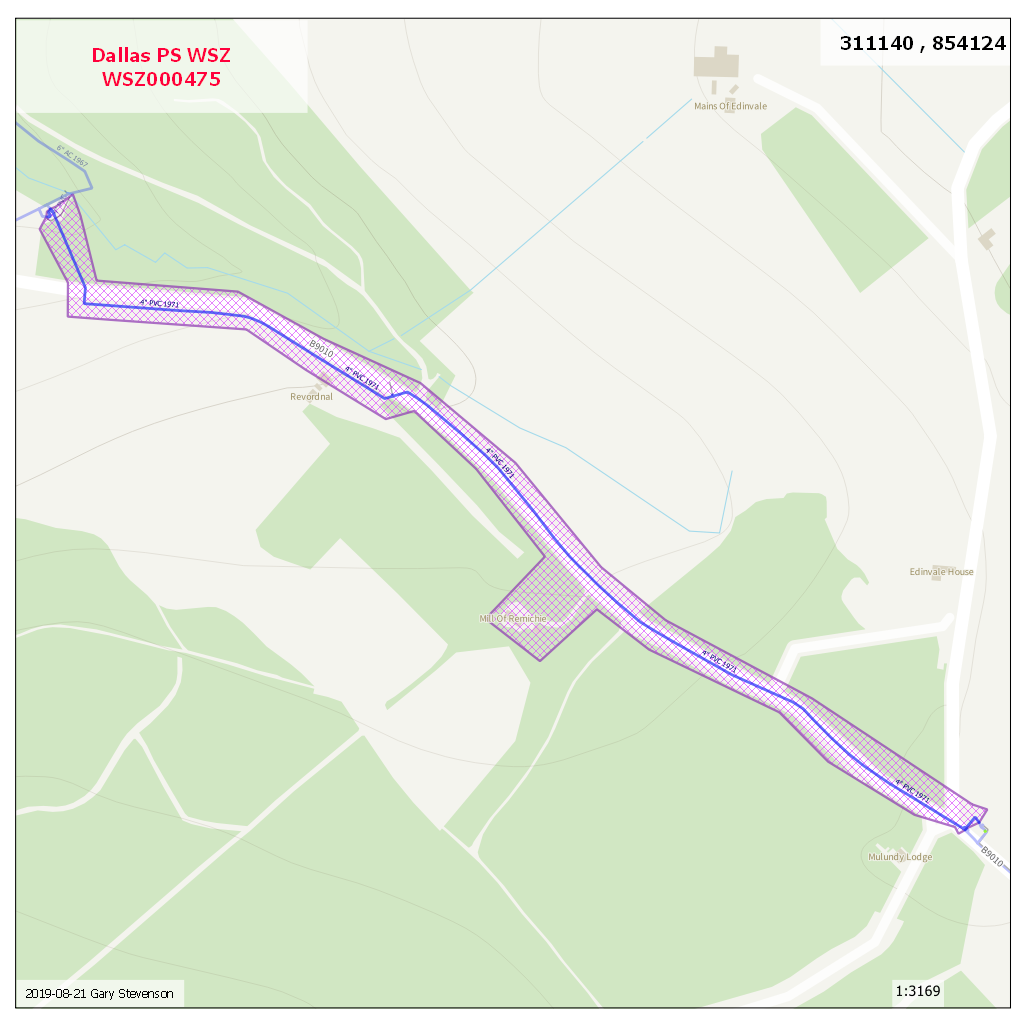 Dallas PS WSZ
WSZ000475
311140 , 854124
Mains Of Edinvale
6" AC 1967
4" PVC 1971
B9010
4" PVC 1971
Revordnal
4" PVC 1971
Edinvale House
Mill Of Remichie
4" PVC 1971
4" PVC 1971
B9010
Mulundy Lodge
2019-08-21 Gary Stevenson
1:3169